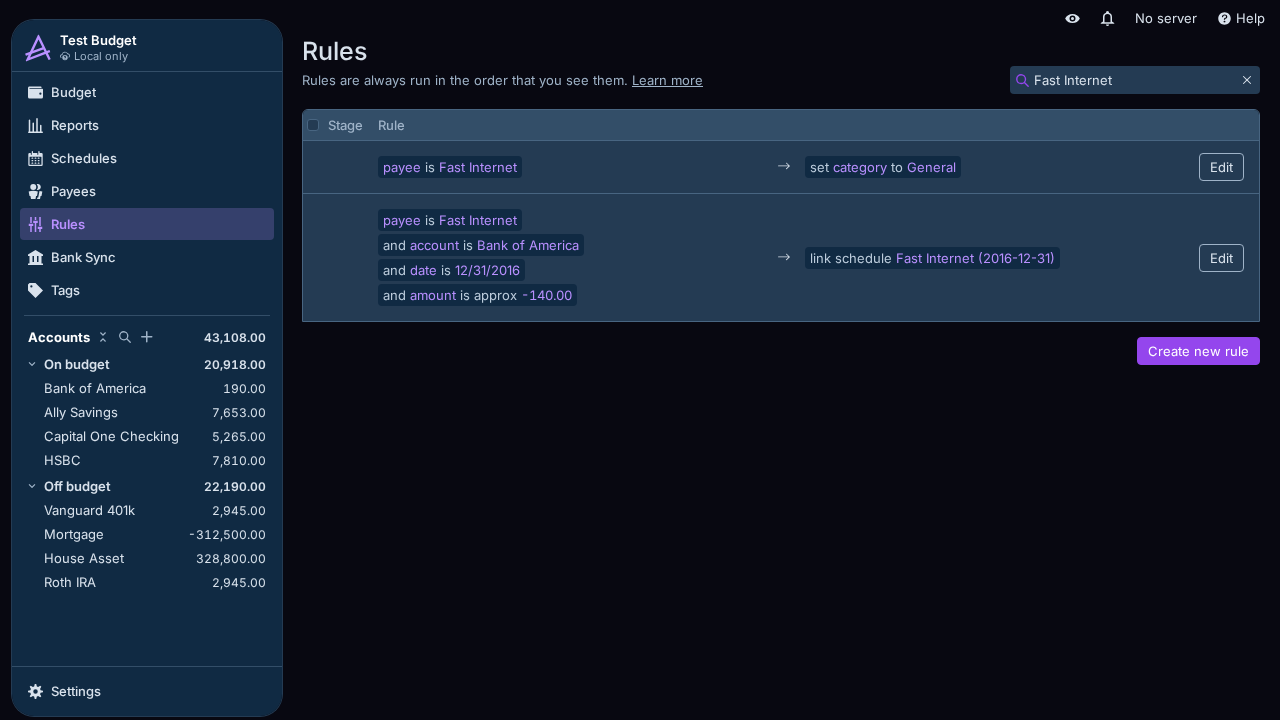 Test Budget
Local only
Budget
Reports
Schedules
Payees
Rules
Bank Sync
Tags
Accounts 43,108.00
On budget 20,918.00
Bank of America 190.00
Ally Savings 7,653.00
Capital One Checking 5,265.00
HSBC 7,810.00
Off budget 22,190.00
Vanguard 401k 2,945.00
Mortgage -312,500.00
House Asset 328,800.00
Roth IRA 2,945.00
Settings
No server Help
Rules
Rules are always run in the order that you see them. Learn more
Fast Internet
Stage Rule
payee is Fast Internet → set category to General Edit
payee is Fast Internet
and account is Bank of America
and date is 12/31/2016
and amount is approx -140.00
→ link schedule Fast Internet (2016-12-31) Edit
Create new rule